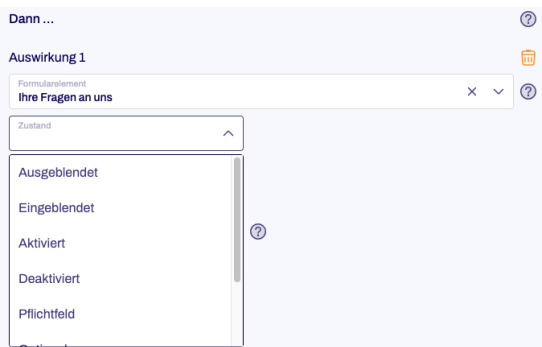 Dann ...
Auswirkung 1
Formularelement
Ihre Fragen an uns
Zustand
Ausgeblendet
Eingeblendet
Aktiviert
Deaktiviert
Pflichtfeld